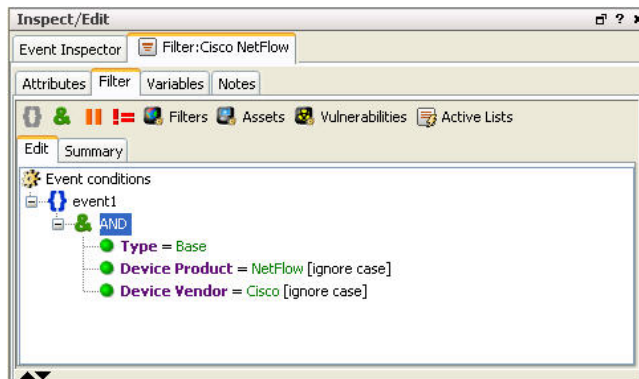 Inspect/Edit
Event Inspector Filter:Cisco NetFlow
Attributes Filter Variables Notes
& != Filters Assets Vulnerabilities Active Lists
Edit Summary
Event conditions
event1
& AND
Type = Base
Device Product = NetFlow [ignore case]
Device Vendor = Cisco [ignore case]